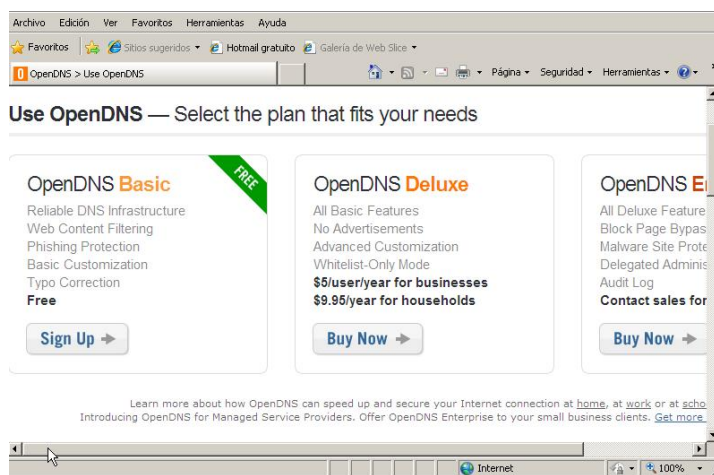 Archivo Edición Ver Favoritos Herramientas Ayuda
Favoritos Sitios sugeridos Hotmail gratuito Galería de Web Slice
OpenDNS > Use OpenDNS Página Seguridad Herramientas
Use OpenDNS — Select the plan that fits your needs
OpenDNS Basic
FREE
Reliable DNS Infrastructure
Web Content Filtering
Phishing Protection
Basic Customization
Typo Correction
Free
Sign Up
OpenDNS Deluxe
All Basic Features
No Advertisements
Advanced Customization
Whitelist-Only Mode
$5/user/year for businesses
$9.95/year for households
Buy Now
OpenDNS E
All Deluxe Feature
Block Page Bypas
Malware Site Prote
Delegated Adminis
Audit Log
Contact sales for
Buy Now
Learn more about how OpenDNS can speed up and secure your Internet connection at home, at work or at scho
Introducing OpenDNS for Managed Service Providers. Offer OpenDNS Enterprise to your small business clients. Get more
Internet 100%